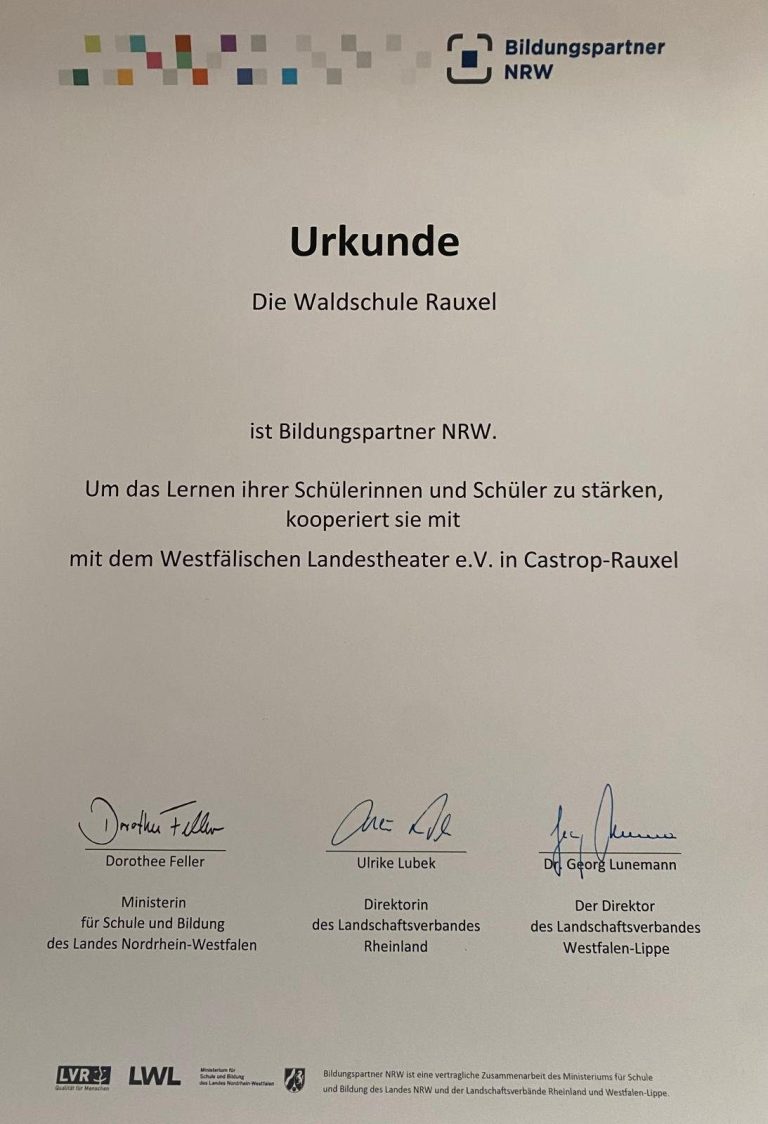 Bildungspartner
NRW
Urkunde
Die Waldschule Rauxel
ist Bildungspartner NRW.
Um das Lernen ihrer Schülerinnen und Schüler zu stärken,
kooperiert sie mit
mit dem Westfälischen Landestheater e.V. in Castrop-Rauxel
Dorothee Feller
Dorothee Feller
Ministerin
für Schule und Bildung
des Landes Nordrhein-Westfalen
Ulrike Lubek
Direktorin
des Landschaftsverbandes
Rheinland
Dr. Georg Lunemann
Der Direktor
des Landschaftsverbandes
Westfalen-Lippe
LVR
Qualität für Menschen
LWL
Ministerium für
Schule und Bildung
des Landes Nordrhein-Westfalen
Bildungspartner NRW ist eine vertragliche Zusammenarbeit des Ministeriums für Schule
und Bildung des Landes NRW und der Landschaftsverbände Rheinland und Westfalen-Lippe.